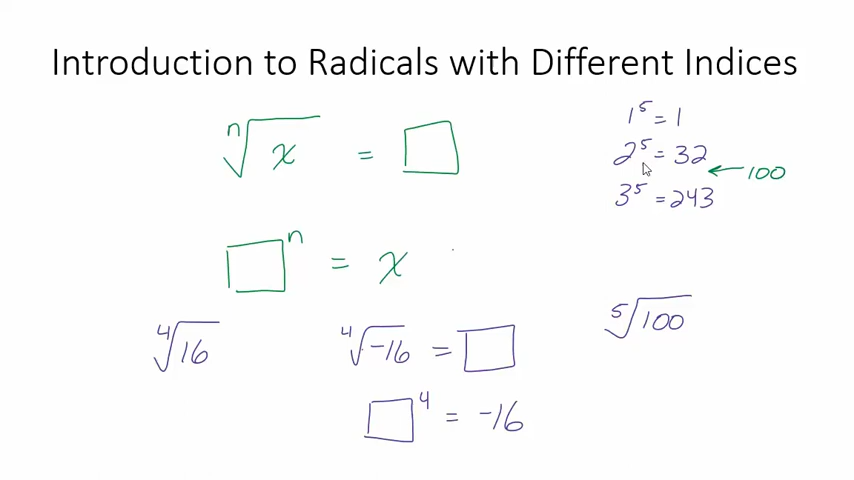 Introduction to Radicals with Different Indices
ⁿ√x = □
1⁵ = 1
2⁵ = 32
← 100
3⁵ = 243
□ⁿ = x
⁴√16
⁴√-16 = □
⁵√100
□⁴ = -16